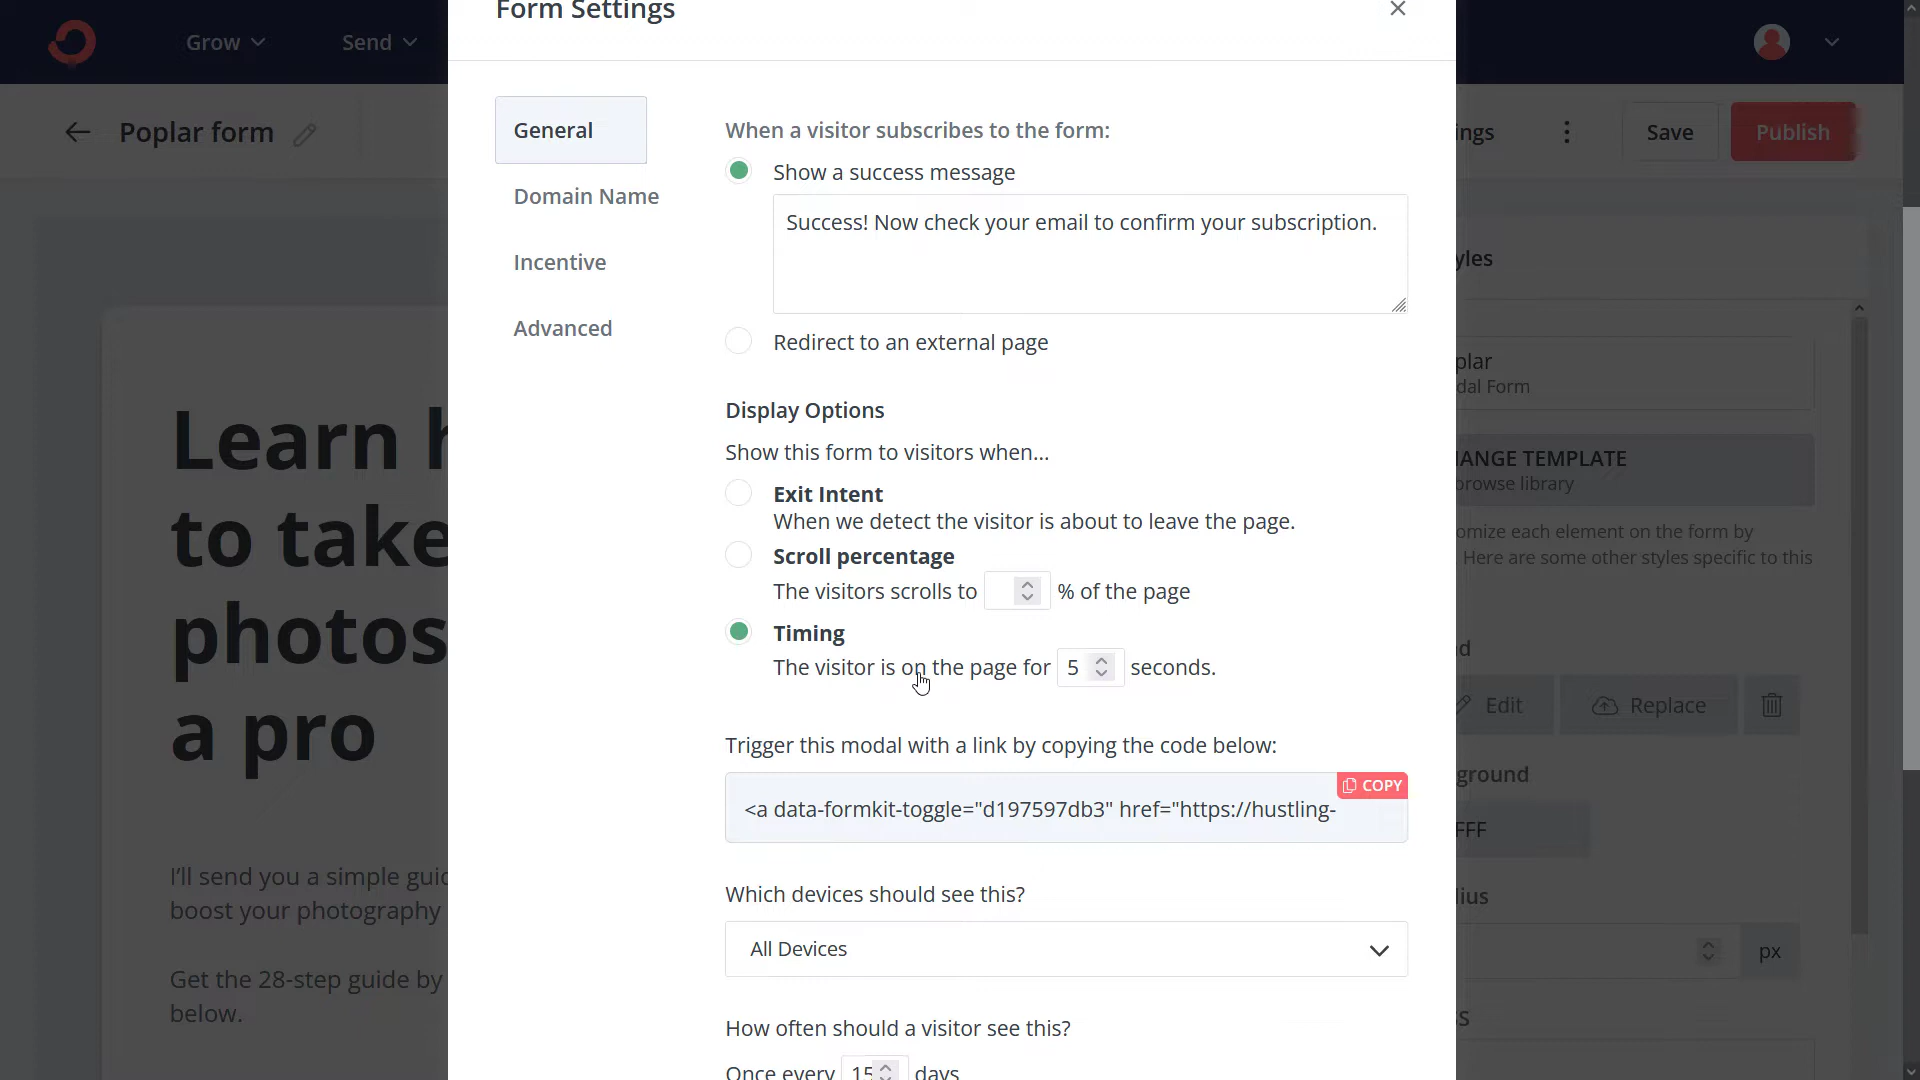 Form Settings
Grow
Send
Poplar form
ings
Save
Publish
General
Domain Name
Incentive
Advanced
When a visitor subscribes to the form:
Show a success message
Success! Now check your email to confirm your subscription.
Redirect to an external page
Display Options
Show this form to visitors when...
Exit Intent
When we detect the visitor is about to leave the page.
Scroll percentage
The visitors scrolls to % of the page
Timing
The visitor is on the page for 5 seconds.
Trigger this modal with a link by copying the code below:
COPY
<a data-formkit-toggle="d197597db3" href="https://hustling-
Which devices should see this?
All Devices
How often should a visitor see this?
Once every 15 days
Learn h
to take
photos
a pro
I'll send you a simple guid
boost your photography
Get the 28-step guide by
below.
yles
plar
dal Form
HANGE TEMPLATE
browse library
omize each element on the form by
Here are some other styles specific to this
nd
Edit
Replace
ground
FFF
dius
px
SS